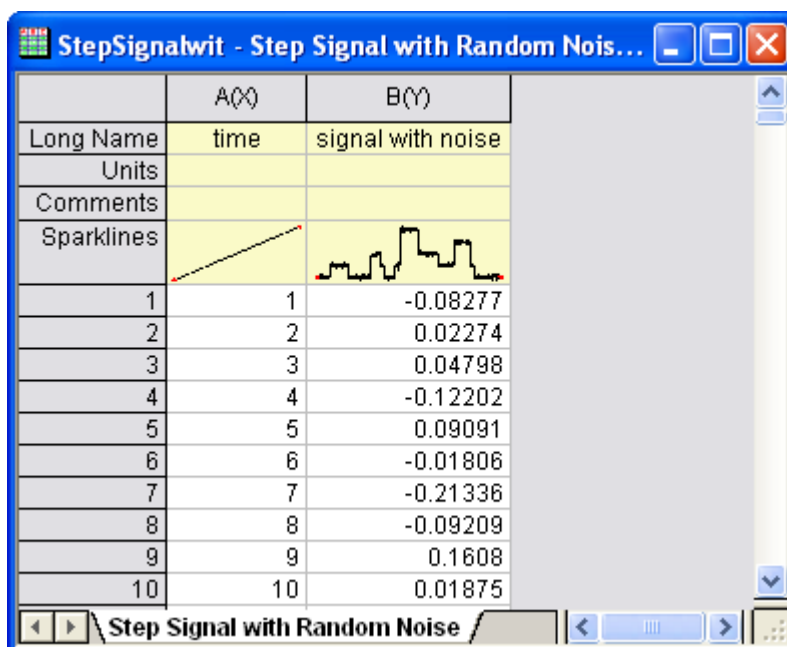 StepSignalwit - Step Signal with Random Nois...
A(X) B(Y)
Long Name time signal with noise
Units
Comments
Sparklines
1 1 -0.08277
2 2 0.02274
3 3 0.04798
4 4 -0.12202
5 5 0.09091
6 6 -0.01806
7 7 -0.21336
8 8 -0.09209
9 9 0.1608
10 10 0.01875
Step Signal with Random Noise